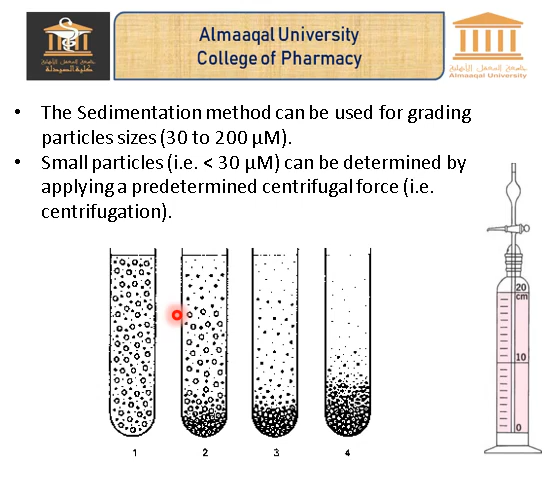 Almaaqal University
College of Pharmacy
كلية الصيدلة
Almaaqal University
• The Sedimentation method can be used for grading
particles sizes (30 to 200 µM).
• Small particles (i.e. < 30 µM) can be determined by
applying a predetermined centrifugal force (i.e.
centrifugation).
20
cm
10
0
1 2 3 4